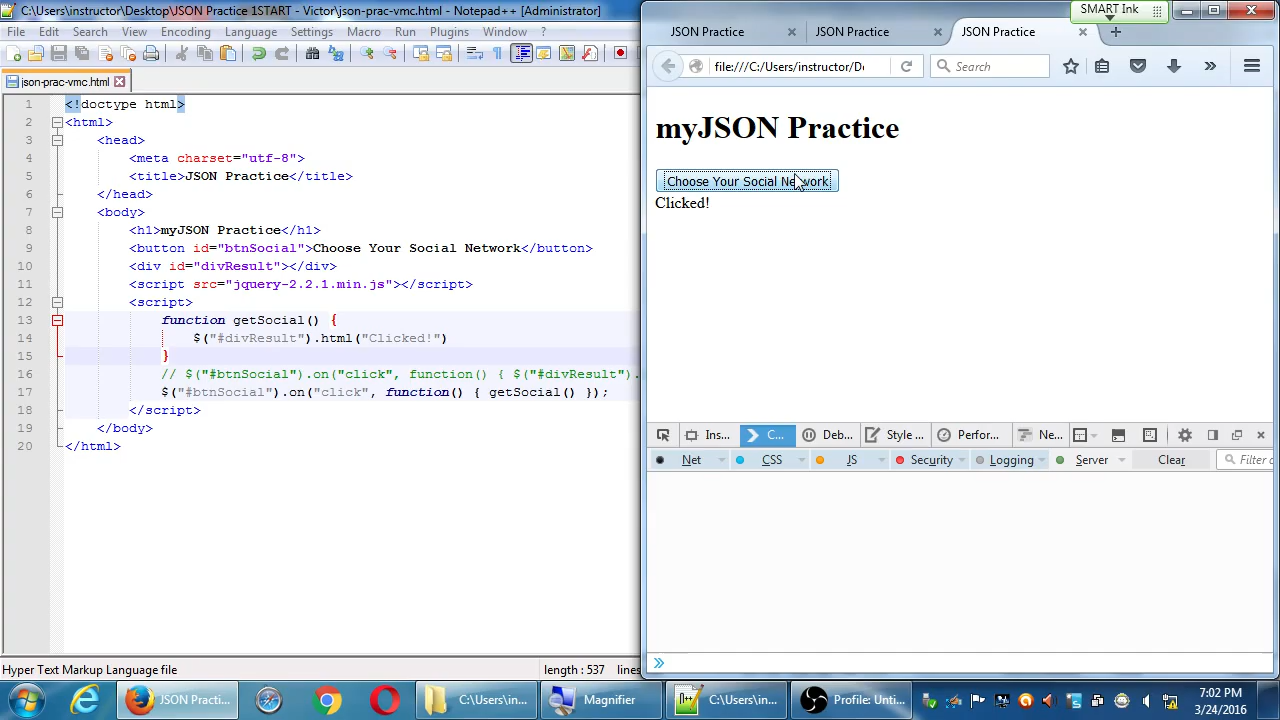 C:\Users\instructor\Desktop\JSON Practice 1START - Victor\json-prac-vmc.html - Notepad++ [Administrator]
File Edit Search View Encoding Language Settings Macro Run Plugins Window ?
json-prac-vmc.html
1 <!doctype html>
2 <html>
3 <head>
4 <meta charset="utf-8">
5 <title>JSON Practice</title>
6 </head>
7 <body>
8 <h1>myJSON Practice</h1>
9 <button id="btnSocial">Choose Your Social Network</button>
10 <div id="divResult"></div>
11 <script src="jquery-2.2.1.min.js"></script>
12 <script>
13 function getSocial() {
14 $("#divResult").html("Clicked!")
15 }
16 // $("#btnSocial").on("click", function() { $("#divResult").
17 $("#btnSocial").on("click", function() { getSocial() });
18 </script>
19 </body>
20 </html>
Hyper Text Markup Language file length : 537 lines
SMART Ink
JSON Practice JSON Practice JSON Practice
file:///C:/Users/instructor/De Search
myJSON Practice
Choose Your Social Network
Clicked!
Ins... C... Deb... Style ... Perfor... Ne...
Net CSS JS Security Logging Server Clear Filter o
JSON Practi... C:\Users\in... Magnifier C:\Users\in... Profile: Unti...
7:02 PM
3/24/2016